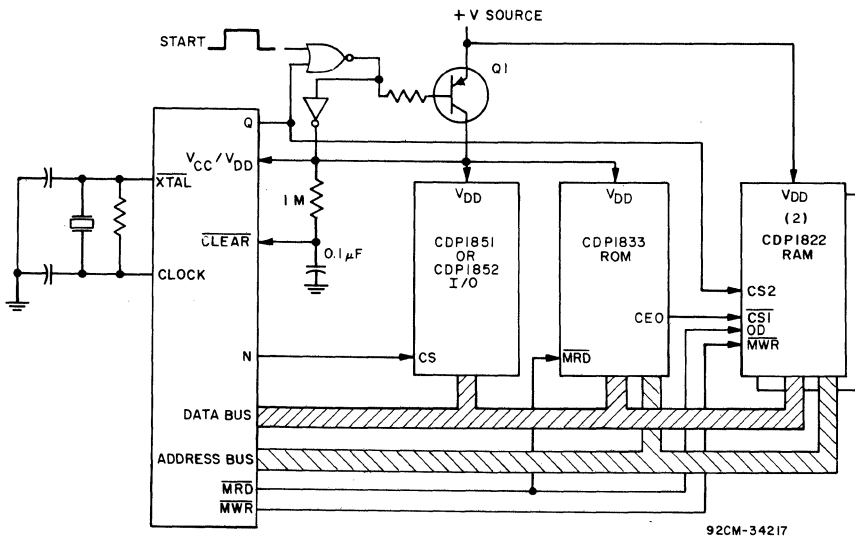 +V SOURCE
START
Q1
Q
VCC/VDD
XTAL
1 M
CLEAR
0.1μF
CLOCK
VDD
CDP1851
OR
CDP1852
I/O
VDD
CDP1833
ROM
VDD
(2)
CDP1822
RAM
CS2
CEO
CS1
OD
MWR
N
CS
MRD
DATA BUS
ADDRESS BUS
MRD
MWR
92CM-34217